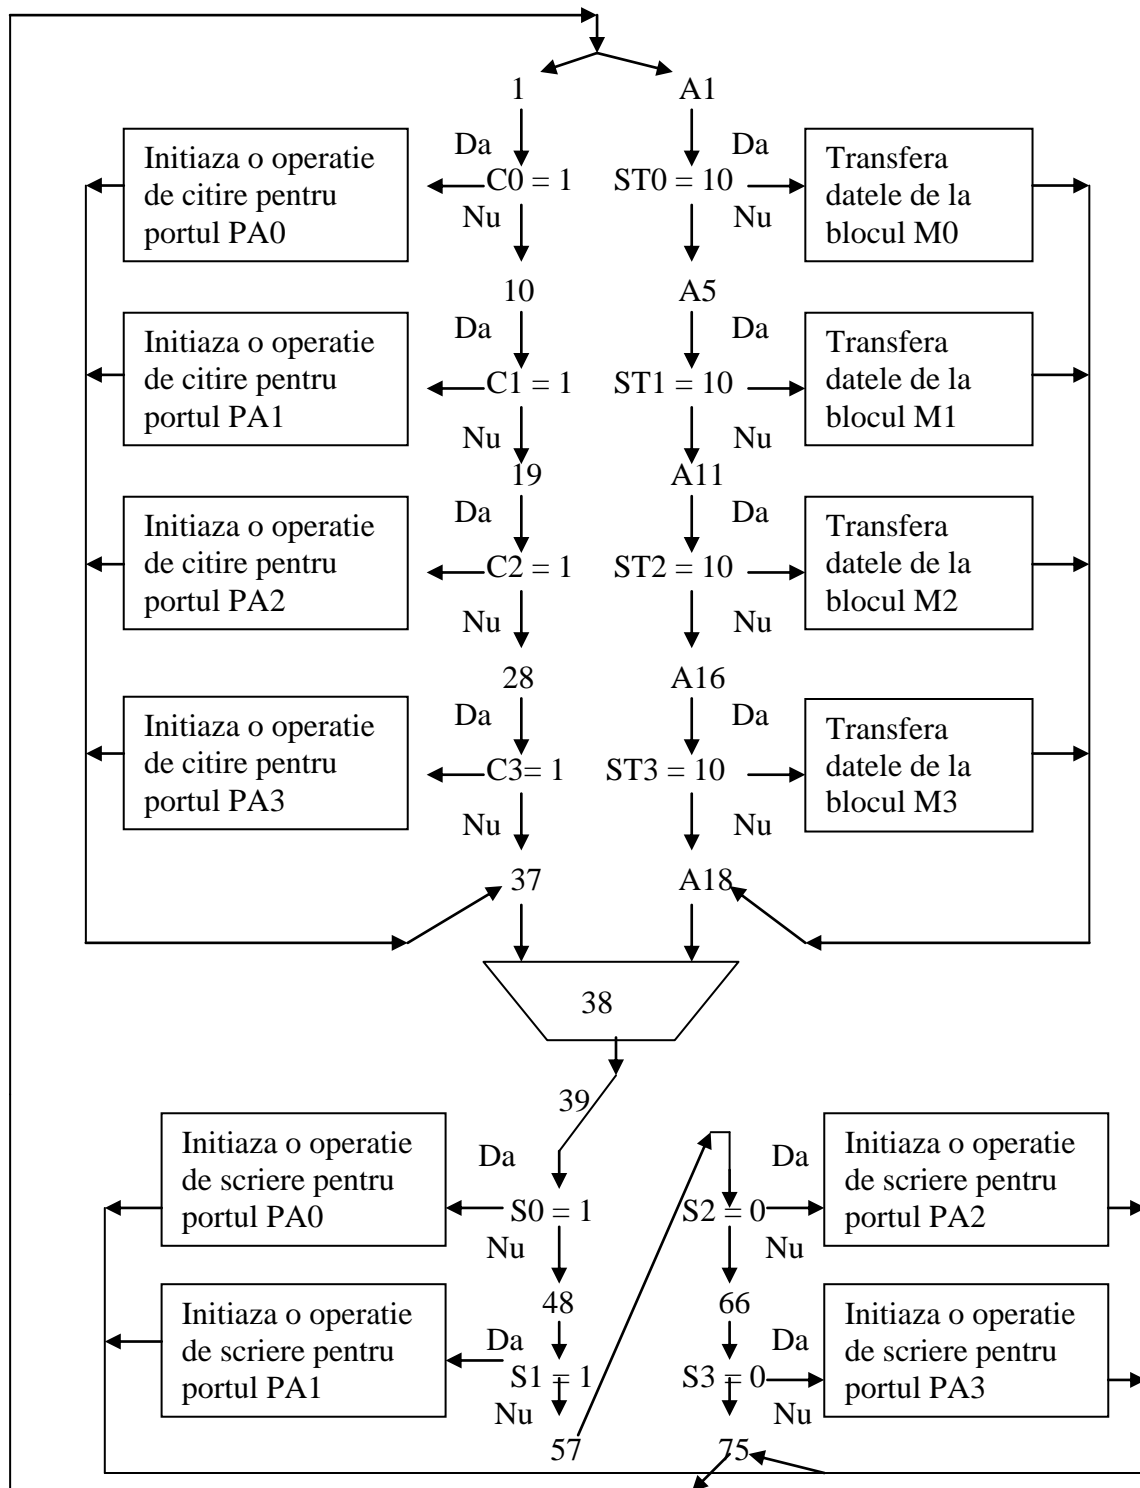 1
A1
Da
Da
Initiaza o operatie
de citire pentru
portul PA0
C0 = 1
ST0 = 10
Transfera
datele de la
blocul M0
Nu
Nu
10
A5
Da
Da
Initiaza o operatie
de citire pentru
portul PA1
C1 = 1
ST1 = 10
Transfera
datele de la
blocul M1
Nu
Nu
19
A11
Da
Da
Initiaza o operatie
de citire pentru
portul PA2
C2 = 1
ST2 = 10
Transfera
datele de la
blocul M2
Nu
Nu
28
A16
Da
Da
Initiaza o operatie
de citire pentru
portul PA3
C3= 1
ST3 = 10
Transfera
datele de la
blocul M3
Nu
Nu
37
A18
38
39
Initiaza o operatie
de scriere pentru
portul PA0
Da
S0 = 1
Nu
Da
S2 = 0
Nu
Initiaza o operatie
de scriere pentru
portul PA2
48
66
Initiaza o operatie
de scriere pentru
portul PA1
Da
S1 = 1
Nu
Da
S3 = 0
Nu
Initiaza o operatie
de scriere pentru
portul PA3
57
75